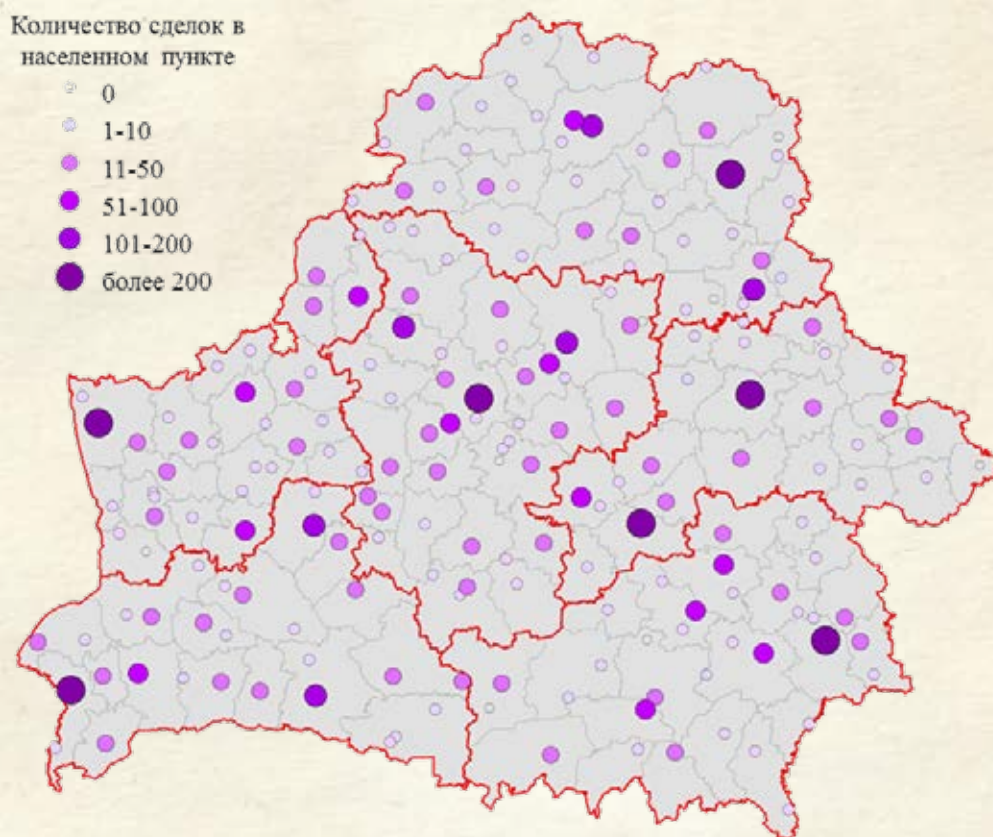 Количество сделок в
населенном пункте
0
1-10
11-50
51-100
101-200
более 200